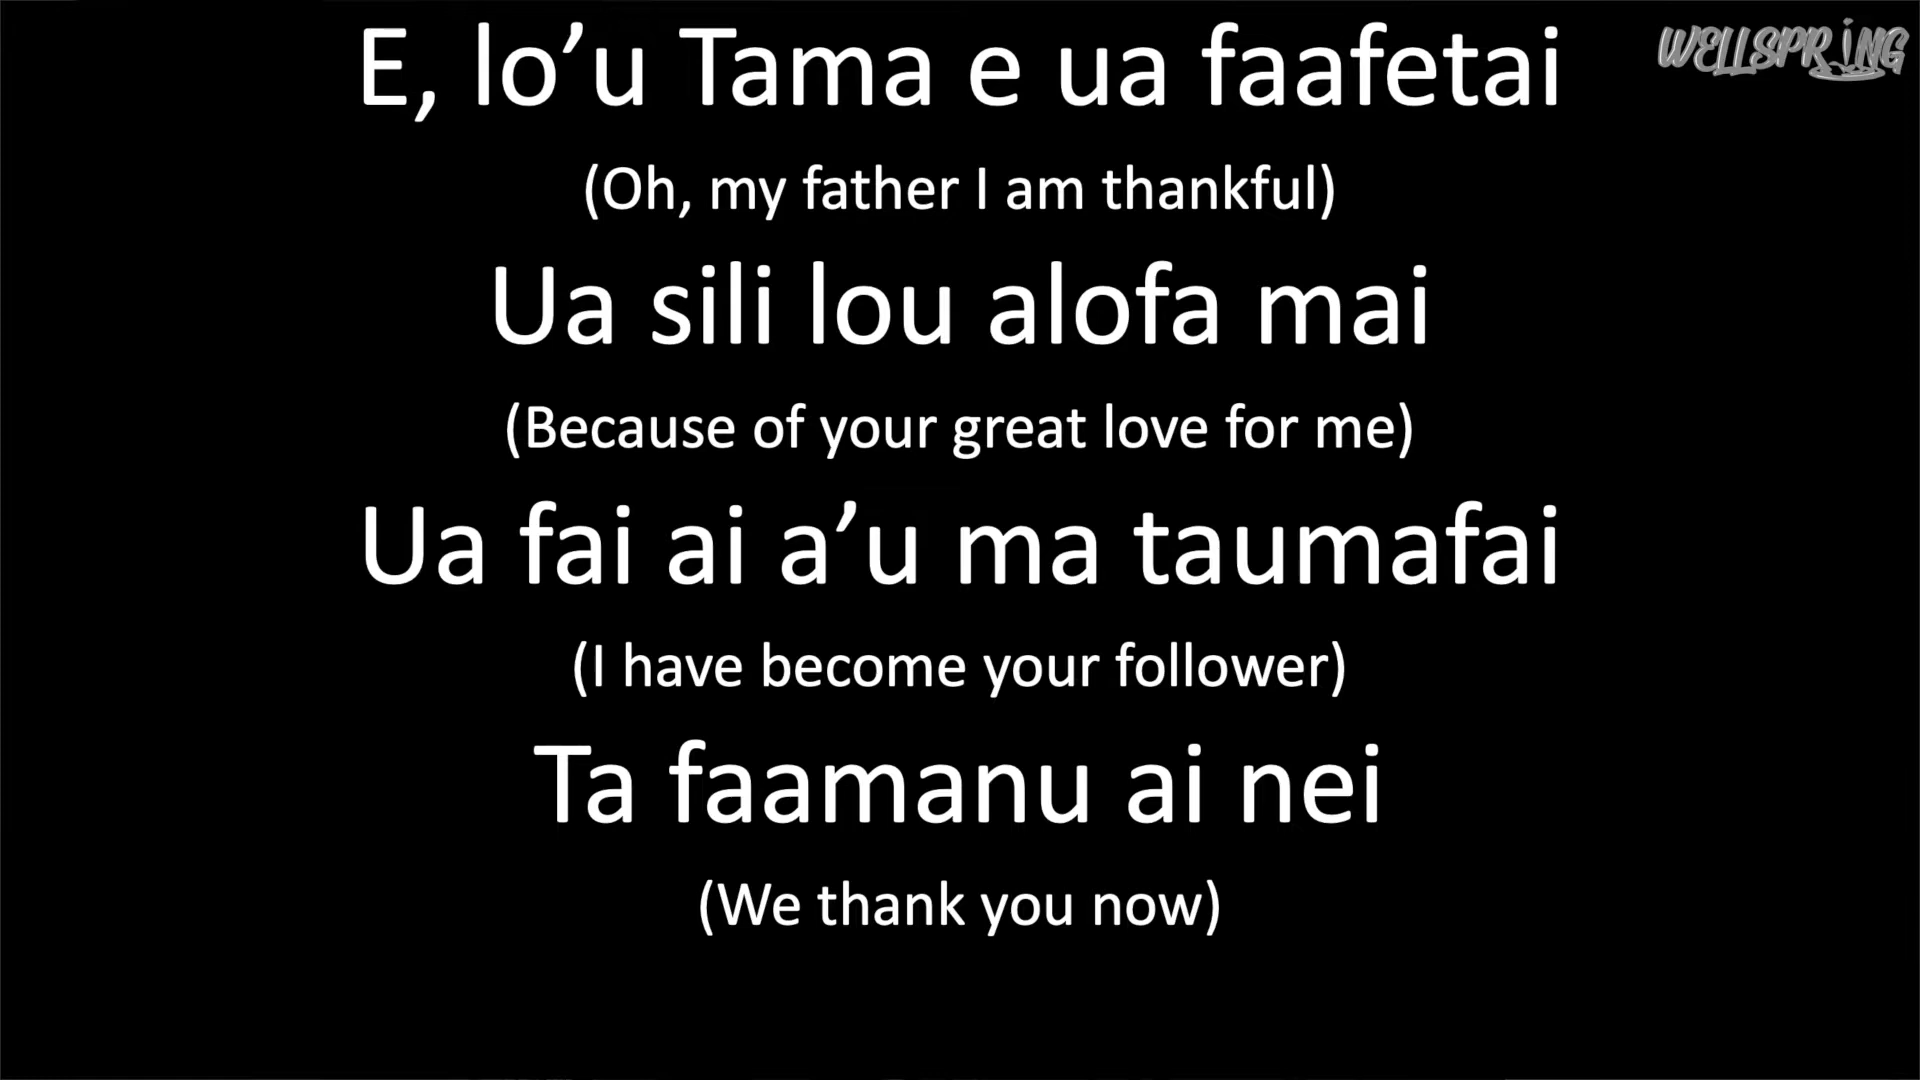 E, lo’u Tama e ua faafetai
WELLSPRING
(Oh, my father I am thankful)
Ua sili lou alofa mai
(Because of your great love for me)
Ua fai ai a’u ma taumafai
(I have become your follower)
Ta faamanu ai nei
(We thank you now)